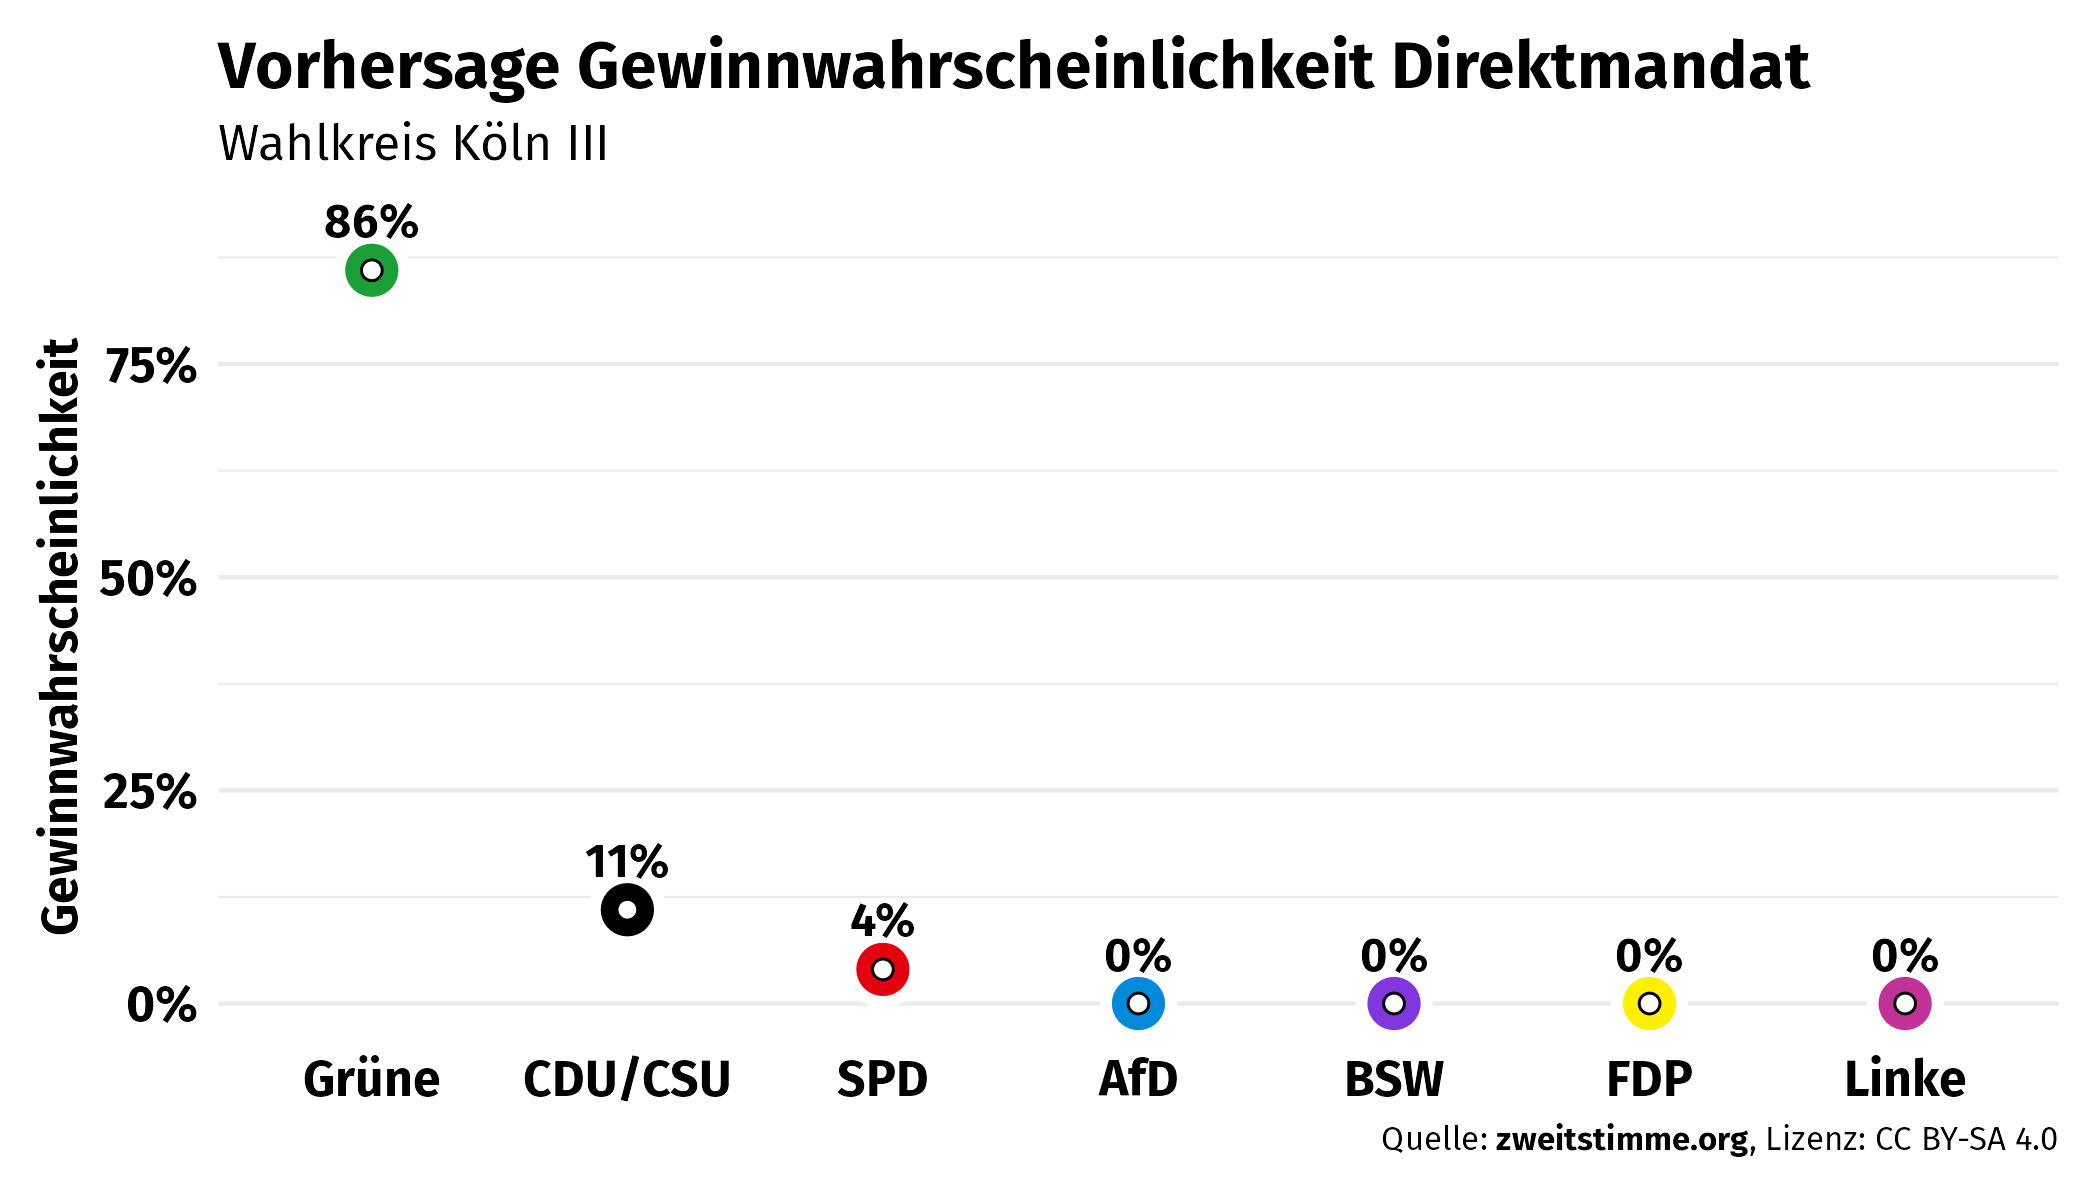 Vorhersage Gewinnwahrscheinlichkeit Direktmandat
Wahlkreis Köln III
Gewinnwahrscheinlichkeit
75%
50%
25%
0%
86%
11%
4%
0%
0%
0%
0%
Grüne
CDU/CSU
SPD
AfD
BSW
FDP
Linke
Quelle: zweitstimme.org, Lizenz: CC BY-SA 4.0